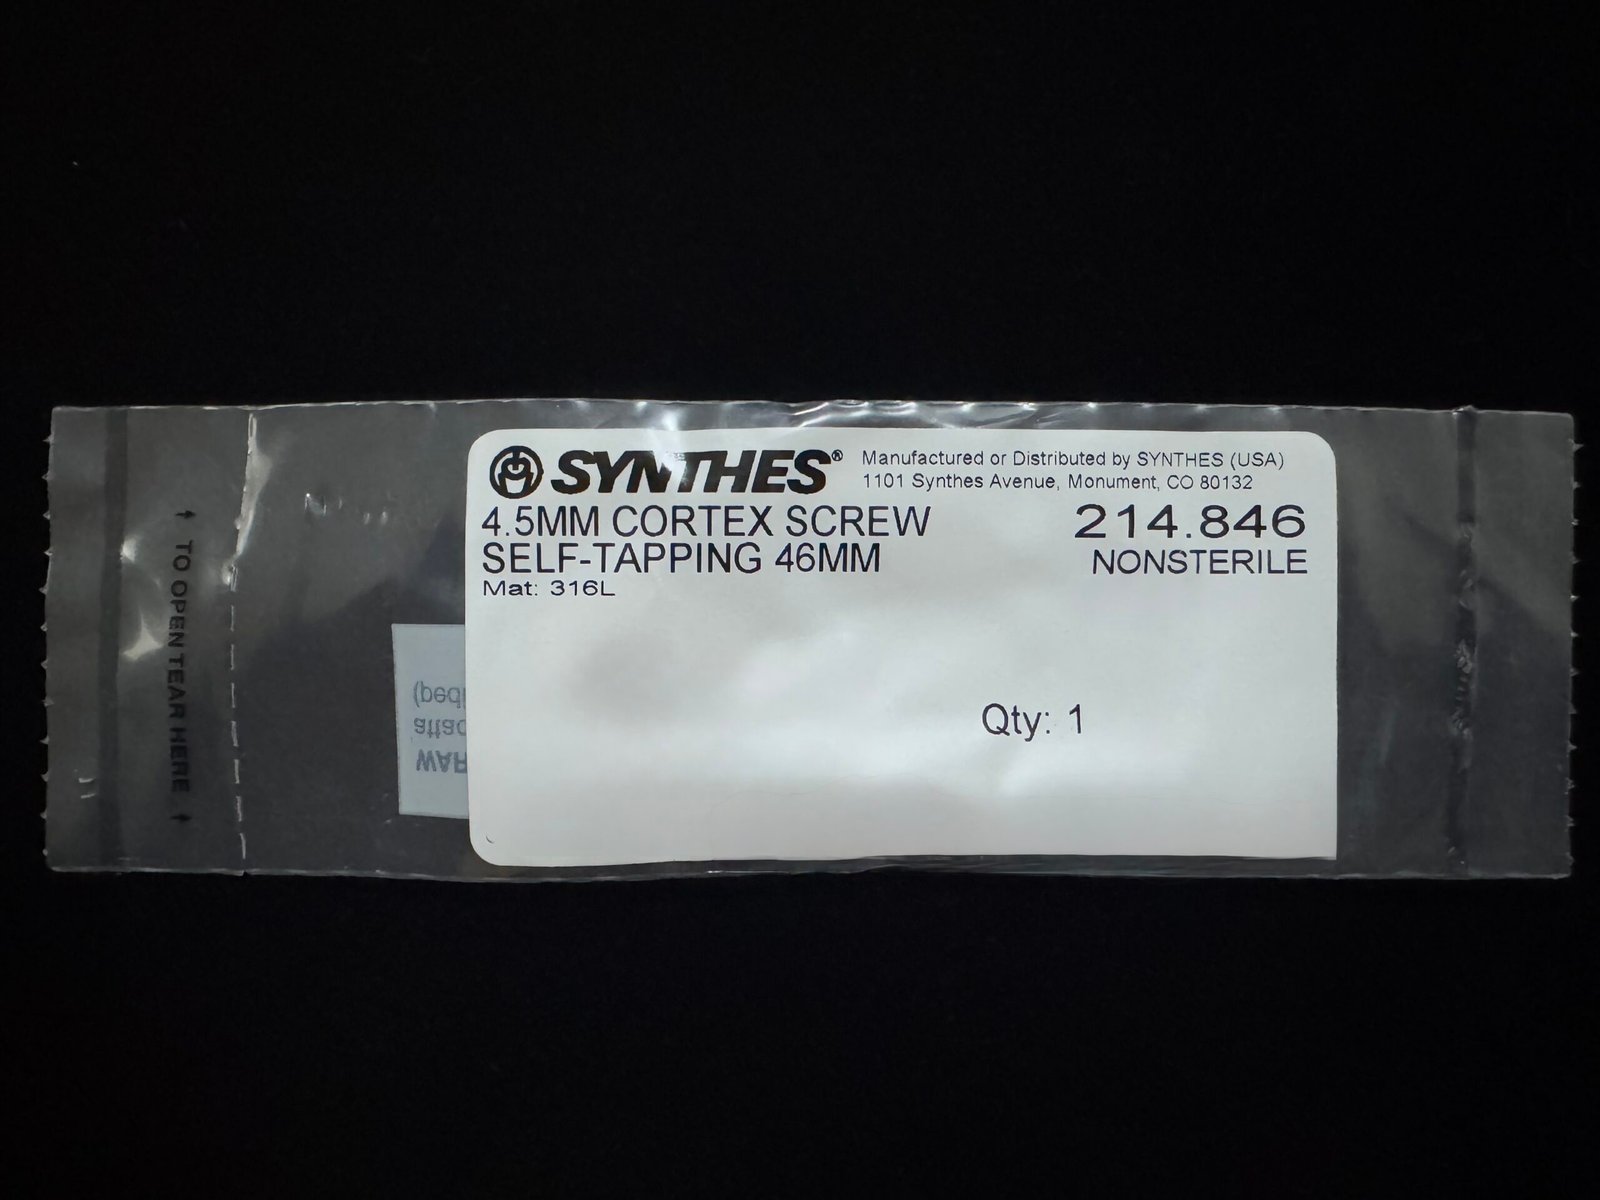 SYNTHES® Manufactured or Distributed by SYNTHES (USA)
1101 Synthes Avenue, Monument, CO 80132
4.5MM CORTEX SCREW 214.846
SELF-TAPPING 46MM NONSTERILE
Mat: 316L
Qty: 1
↑ TO OPEN TEAR HERE ↑